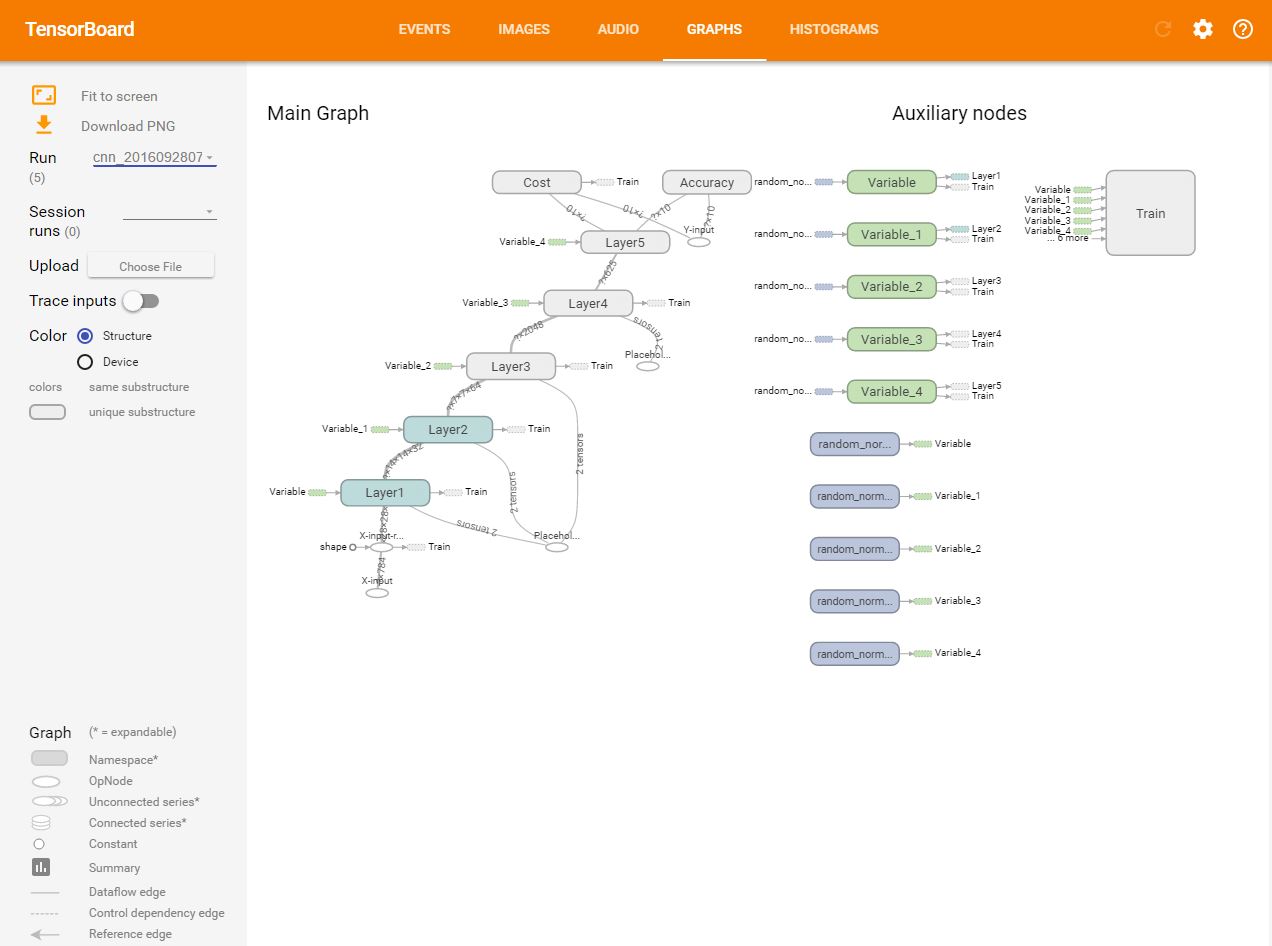 TensorBoard
EVENTS
IMAGES
AUDIO
GRAPHS
HISTOGRAMS
Fit to screen
Download PNG
Run
(5)
cnn_2016092807
Session
runs (0)
Upload
Choose File
Trace inputs
Color
Structure
Device
colors
same substructure
unique substructure
Graph
(* = expandable)
Namespace*
OpNode
Unconnected series*
Connected series*
Constant
Summary
Dataflow edge
Control dependency edge
Reference edge
Main Graph
Cost
Train
Accuracy
?×10
?×10
?×10
?×10
Y-input
Variable_4
Layer5
?×625
Variable_3
Layer4
Train
?×2048
2 tensors
Placehol...
Variable_2
Layer3
Train
?×7×7×64
Variable_1
Layer2
Train
?×14×14×32
2 tensors
2 tensors
Variable
Layer1
Train
2 tensors
X-input-r...
Placehol...
shape
Train
?×784
X-input
Auxiliary nodes
random_no...
Variable
Layer1
Train
random_no...
Variable_1
Layer2
Train
random_no...
Variable_2
Layer3
Train
random_no...
Variable_3
Layer4
Train
random_no...
Variable_4
Layer5
Train
random_nor...
Variable
random_norm...
Variable_1
random_norm...
Variable_2
random_norm...
Variable_3
random_norm...
Variable_4
Variable
Variable_1
Variable_2
Variable_3
Variable_4
... 6 more
Train